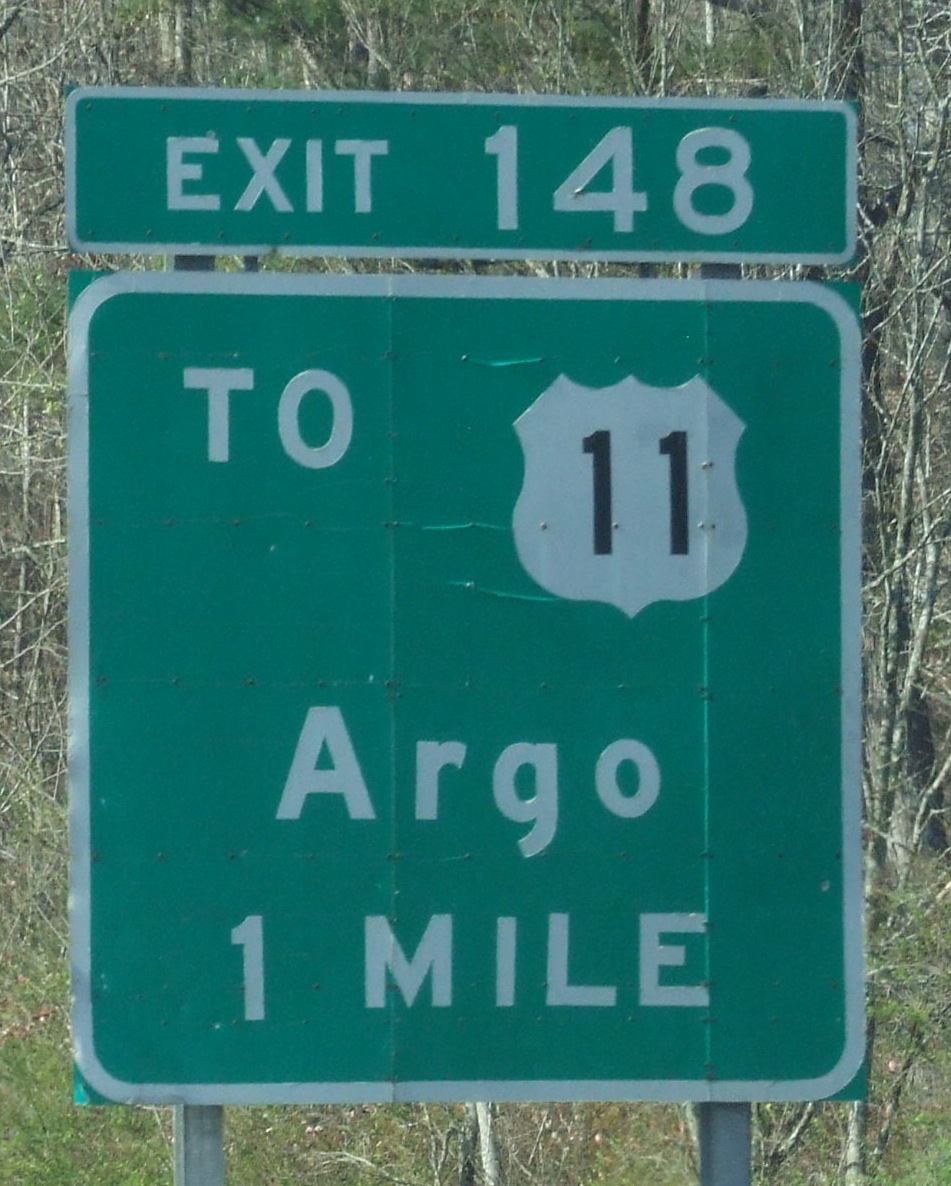 EXIT 148
TO 11
Argo
1 MILE